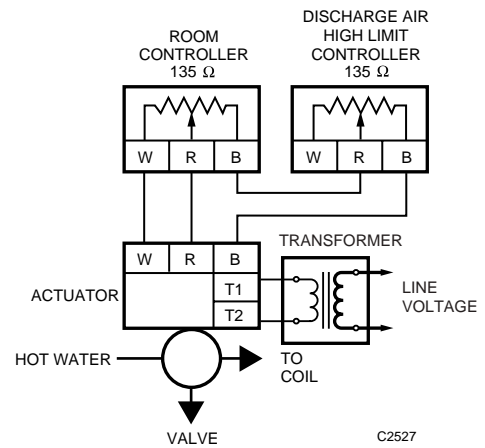 ROOM
CONTROLLER
135 Ω
DISCHARGE AIR
HIGH LIMIT
CONTROLLER
135 Ω
W R B
W R B
W R B
T1
T2
ACTUATOR
TRANSFORMER
LINE
VOLTAGE
HOT WATER
TO
COIL
VALVE
C2527